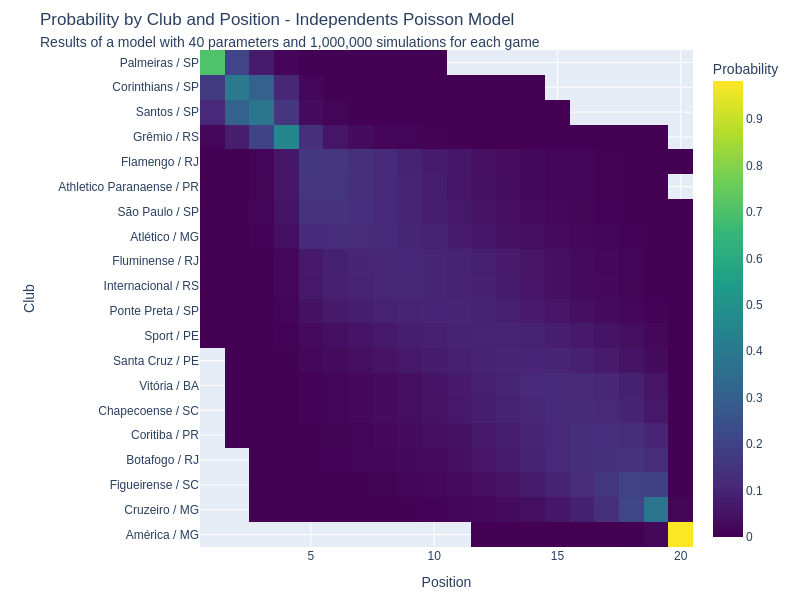 Probability by Club and Position - Independents Poisson Model
Results of a model with 40 parameters and 1,000,000 simulations for each game
Probability
Club
Palmeiras / SP
Corinthians / SP
Santos / SP
Grêmio / RS
Flamengo / RJ
Athletico Paranaense / PR
São Paulo / SP
Atlético / MG
Fluminense / RJ
Internacional / RS
Ponte Preta / SP
Sport / PE
Santa Cruz / PE
Vitória / BA
Chapecoense / SC
Coritiba / PR
Botafogo / RJ
Figueirense / SC
Cruzeiro / MG
América / MG
0.9
0.8
0.7
0.6
0.5
0.4
0.3
0.2
0.1
0
5 10 15 20
Position